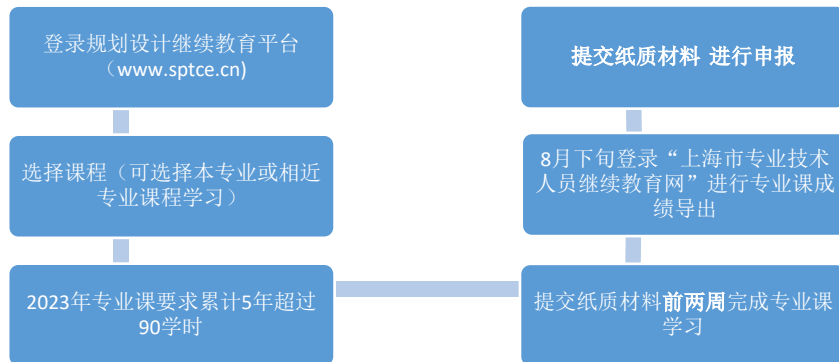 登录规划设计继续教育平台
（www.sptce.cn)
选择课程（可选择本专业或相近
专业课程学习）
2023年专业课要求累计5年超过
90学时
提交纸质材料前两周完成专业课
学习
8月下旬登录“上海市专业技术
人员继续教育网”进行专业课成
绩导出
提交纸质材料 进行申报